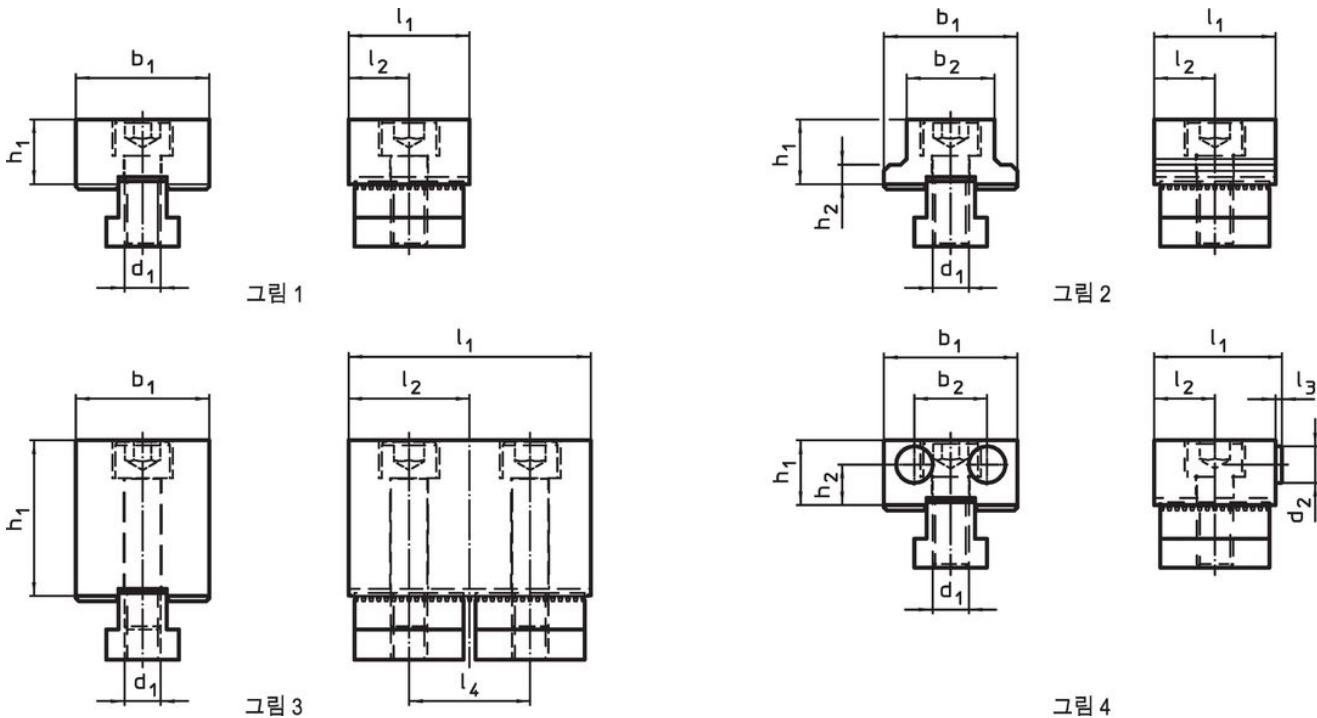 l₁
l₂
b₁
h₁
d₁
그림 1
b₁
b₂
l₁
l₂
h₁
h₂
d₁
그림 2
l₁
b₁
l₂
h₁
d₁
l₄
그림 3
b₁
b₂
l₁
l₂
l₃
h₁
h₂
d₂
d₁
그림 4